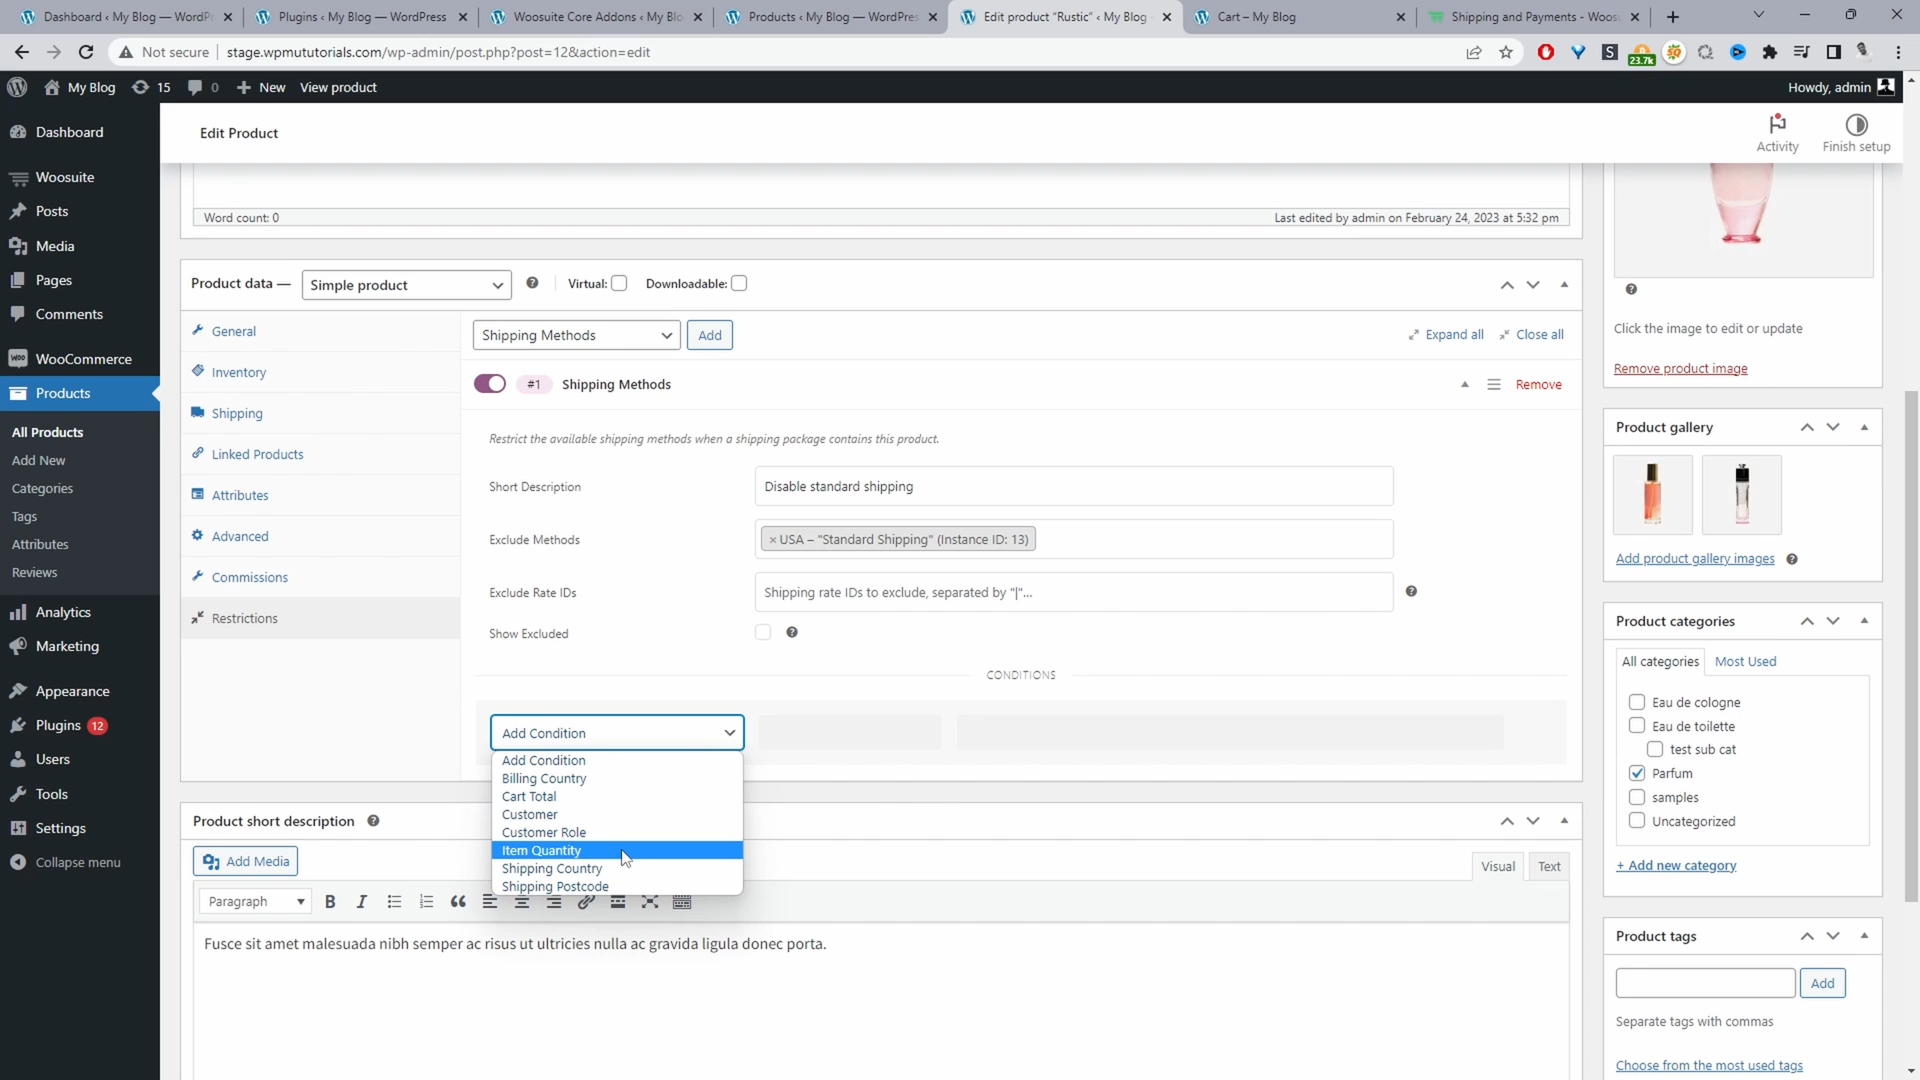 Dashboard ‹ My Blog — WordPr
Plugins ‹ My Blog — WordPress
Woosuite Core Addons ‹ My Blo
Products ‹ My Blog — WordPres
Edit product “Rustic” ‹ My Blog
Cart – My Blog
Shipping and Payments - Woosu
Not secure
stage.wpmututorials.com/wp-admin/post.php?post=12&action=edit
23.7k
My Blog
15
0
New
View product
Howdy, admin
Dashboard
Woosuite
Posts
Media
Pages
Comments
WooCommerce
Products
All Products
Add New
Categories
Tags
Attributes
Reviews
Analytics
Marketing
Appearance
Plugins 12
Users
Tools
Settings
Collapse menu
Edit Product
Activity
Finish setup
Word count: 0
Last edited by admin on February 24, 2023 at 5:32 pm
Product data —
Simple product
Virtual:
Downloadable:
General
Inventory
Shipping
Linked Products
Attributes
Advanced
Commissions
Restrictions
Shipping Methods
Add
Expand all
Close all
#1
Shipping Methods
Remove
Restrict the available shipping methods when a shipping package contains this product.
Short Description
Disable standard shipping
Exclude Methods
× USA – "Standard Shipping" (Instance ID: 13)
Exclude Rate IDs
Shipping rate IDs to exclude, separated by "|"...
Show Excluded
CONDITIONS
Add Condition
Add Condition
Billing Country
Cart Total
Customer
Customer Role
Item Quantity
Shipping Country
Shipping Postcode
Product short description
Add Media
Visual
Text
Paragraph
Fusce sit amet malesuada nibh semper ac risus ut ultricies nulla ac gravida ligula donec porta.
Click the image to edit or update
Remove product image
Product gallery
Add product gallery images
Product categories
All categories
Most Used
Eau de cologne
Eau de toilette
test sub cat
Parfum
samples
Uncategorized
+ Add new category
Product tags
Add
Separate tags with commas
Choose from the most used tags